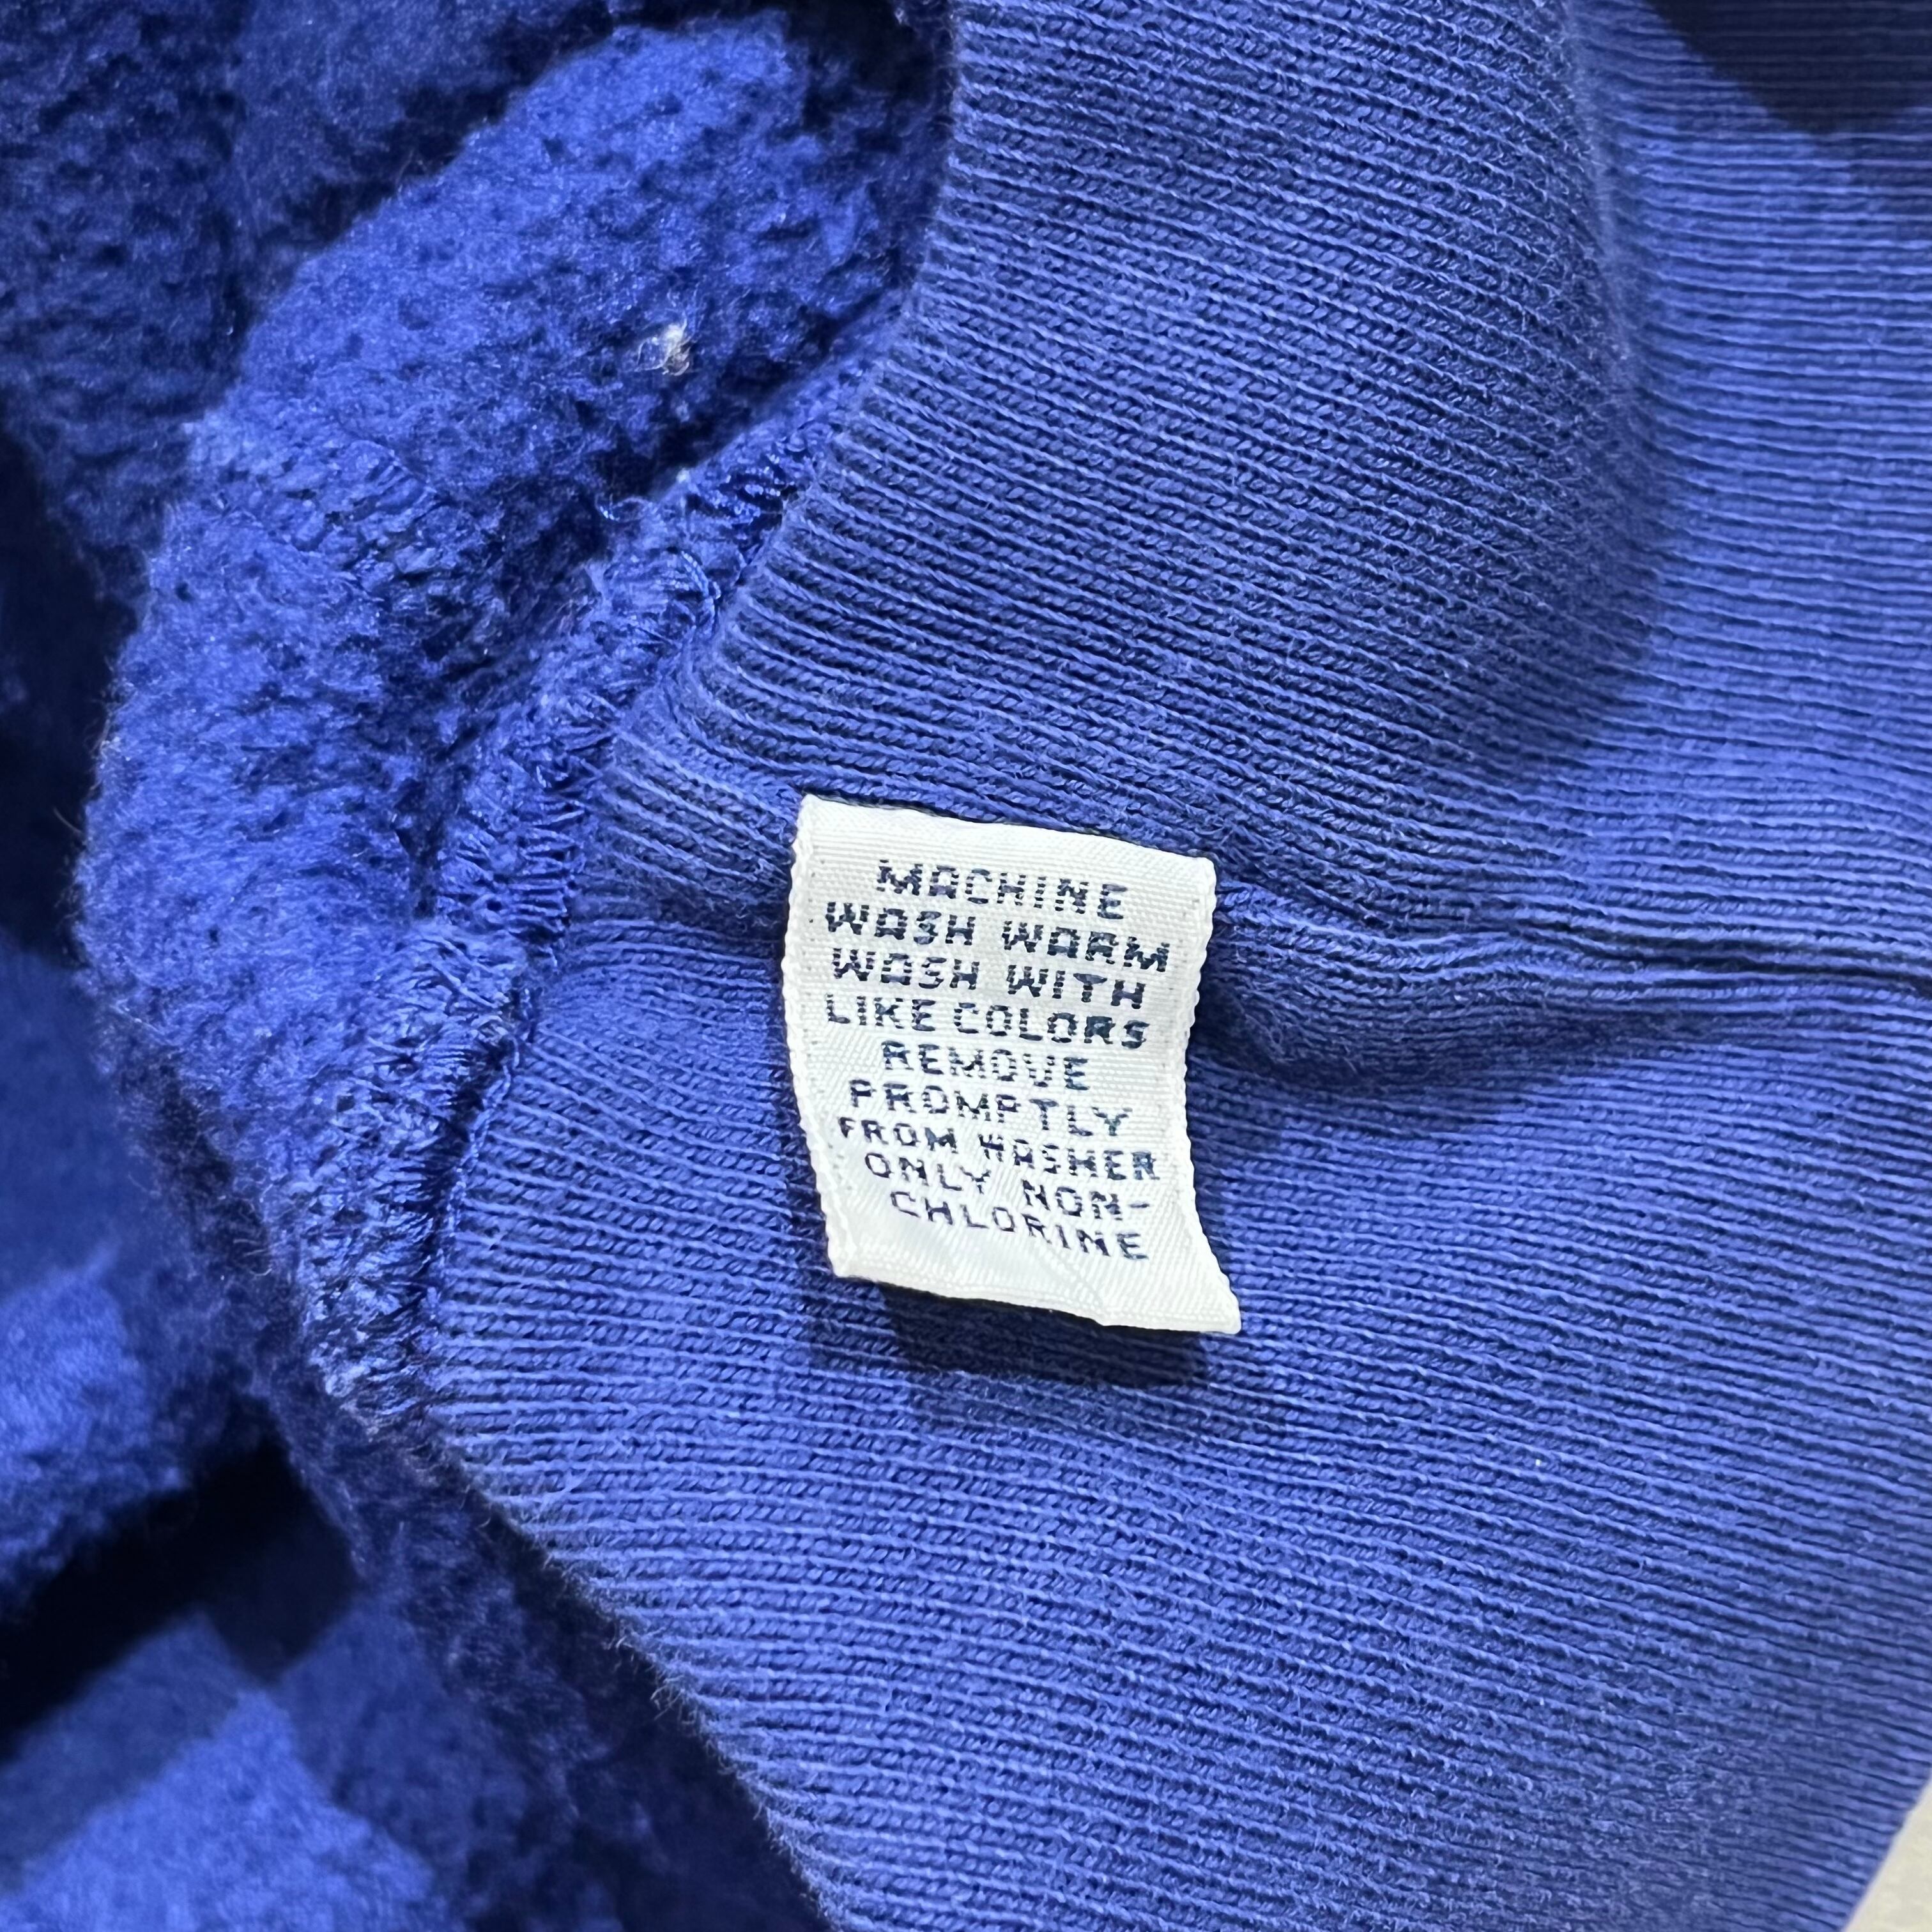 MACHINE
WASH WARM
WASH WITH
LIKE COLORS
REMOVE
PROMPTLY
FROM WASHER
ONLY NON-
CHLORINE